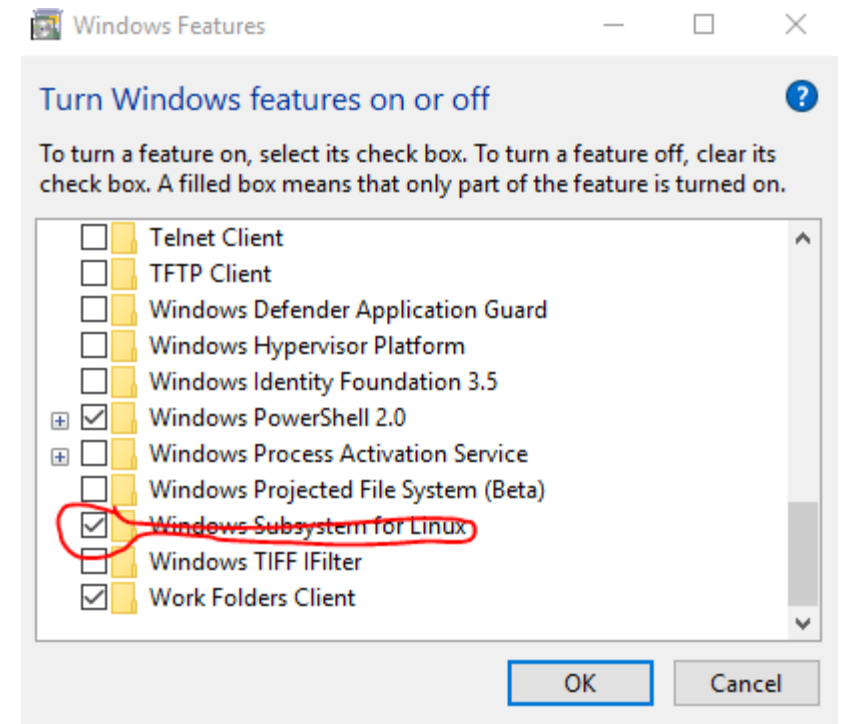 Windows Features
Turn Windows features on or off
?
To turn a feature on, select its check box. To turn a feature off, clear its
check box. A filled box means that only part of the feature is turned on.
Telnet Client
TFTP Client
Windows Defender Application Guard
Windows Hypervisor Platform
Windows Identity Foundation 3.5
Windows PowerShell 2.0
Windows Process Activation Service
Windows Projected File System (Beta)
Windows Subsystem for Linux
Windows TIFF IFilter
Work Folders Client
OK Cancel